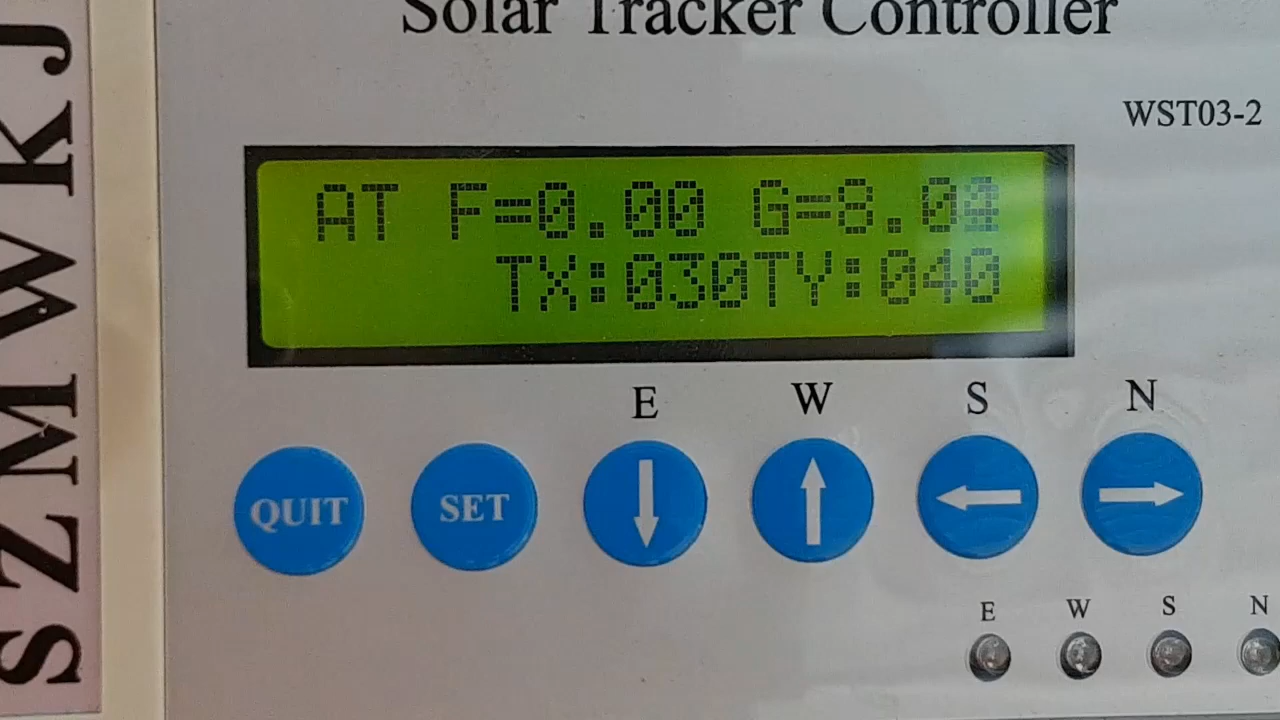 Solar Tracker Controller
WST03-2
AT F=0.00 G=8.0
TX:030TY:040
E W S N
QUIT SET
E W S N
SZMWKJ